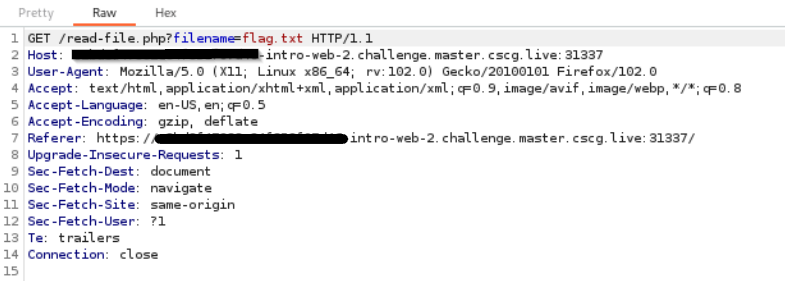 Pretty Raw Hex
1 GET /read-file.php?filename=flag.txt HTTP/1.1
2 Host: -intro-web-2.challenge.master.cscg.live:31337
3 User-Agent: Mozilla/5.0 (X11; Linux x86_64; rv:102.0) Gecko/20100101 Firefox/102.0
4 Accept: text/html,application/xhtml+xml,application/xml;q=0.9,image/avif,image/webp,*/*;q=0.8
5 Accept-Language: en-US,en;q=0.5
6 Accept-Encoding: gzip, deflate
7 Referer: https://intro-web-2.challenge.master.cscg.live:31337/
8 Upgrade-Insecure-Requests: 1
9 Sec-Fetch-Dest: document
10 Sec-Fetch-Mode: navigate
11 Sec-Fetch-Site: same-origin
12 Sec-Fetch-User: ?1
13 Te: trailers
14 Connection: close
15